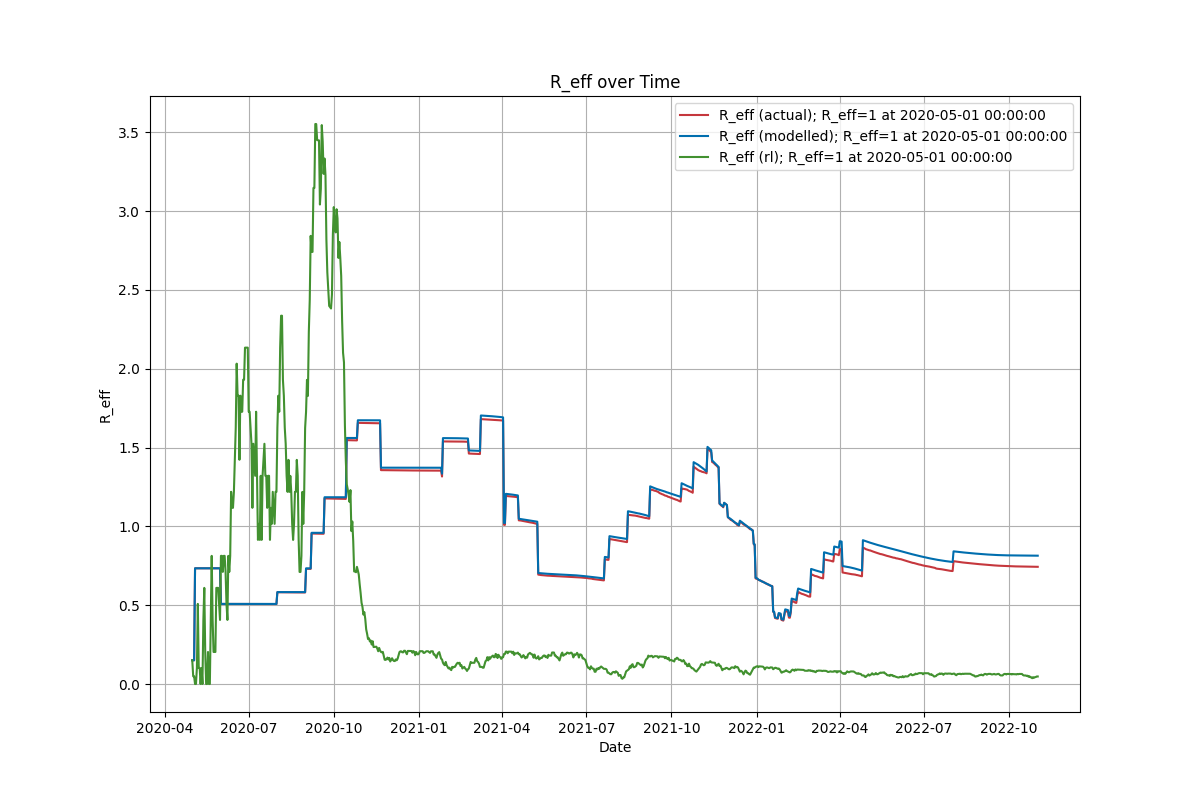 R_eff over Time
R_eff (actual); R_eff=1 at 2020-05-01 00:00:00
R_eff (modelled); R_eff=1 at 2020-05-01 00:00:00
R_eff (rl); R_eff=1 at 2020-05-01 00:00:00
3.5
3.0
2.5
2.0
1.5
1.0
0.5
0.0
R_eff
2020-04 2020-07 2020-10 2021-01 2021-04 2021-07 2021-10 2022-01 2022-04 2022-07 2022-10
Date